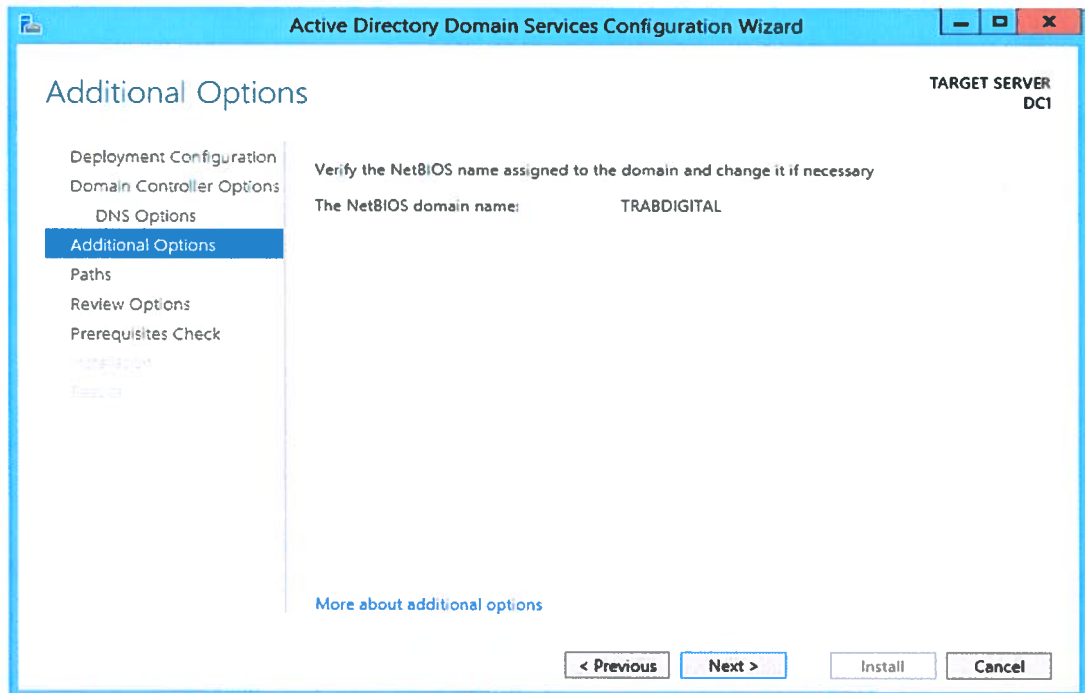 Active Directory Domain Services Configuration Wizard
Additional Options
TARGET SERVER
DC1
Deployment Configuration
Domain Controller Options
DNS Options
Additional Options
Paths
Review Options
Prerequisites Check
Installation
Results
Verify the NetBIOS name assigned to the domain and change it if necessary
The NetBIOS domain name: TRABDIGITAL
More about additional options
< Previous Next > Install Cancel